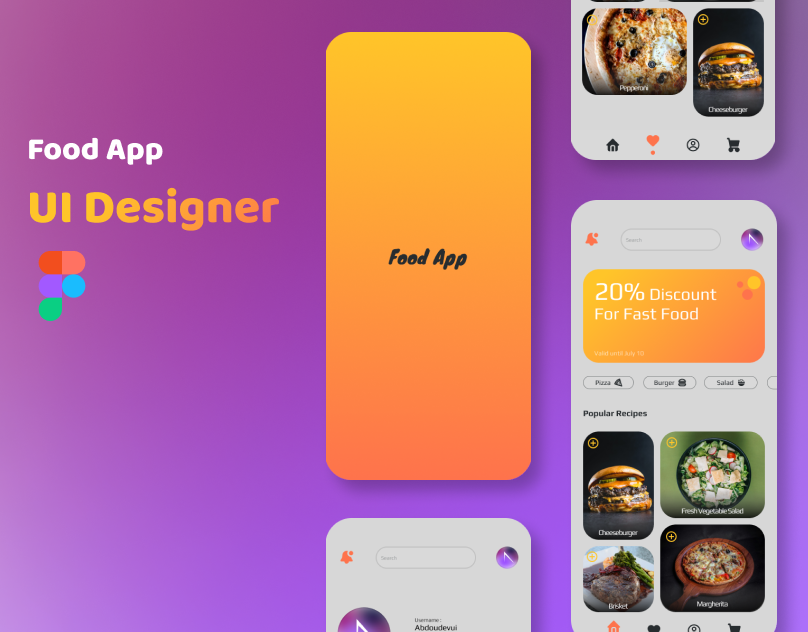 Food App
UI Designer
Food App
Search
Username :
Abdoudevui
Pepperoni
Cheeseburger
Search
20% Discount
For Fast Food
Valid until July 10
Pizza
Burger
Salad
Popular Recipes
Cheeseburger
Fresh Vegetable Salad
Brisket
Margherita